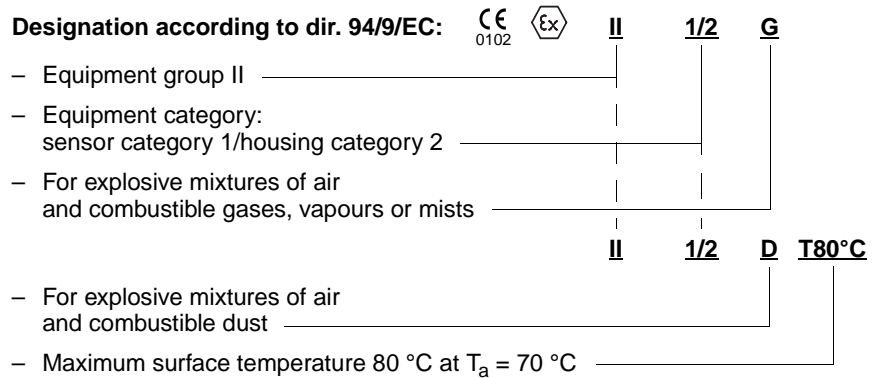 Designation according to dir. 94/9/EC: CE 0102 Ex II 1/2 G
– Equipment group II
– Equipment category:
sensor category 1/housing category 2
– For explosive mixtures of air
and combustible gases, vapours or mists
II 1/2 D T80°C
– For explosive mixtures of air
and combustible dust
– Maximum surface temperature 80 °C at Ta = 70 °C